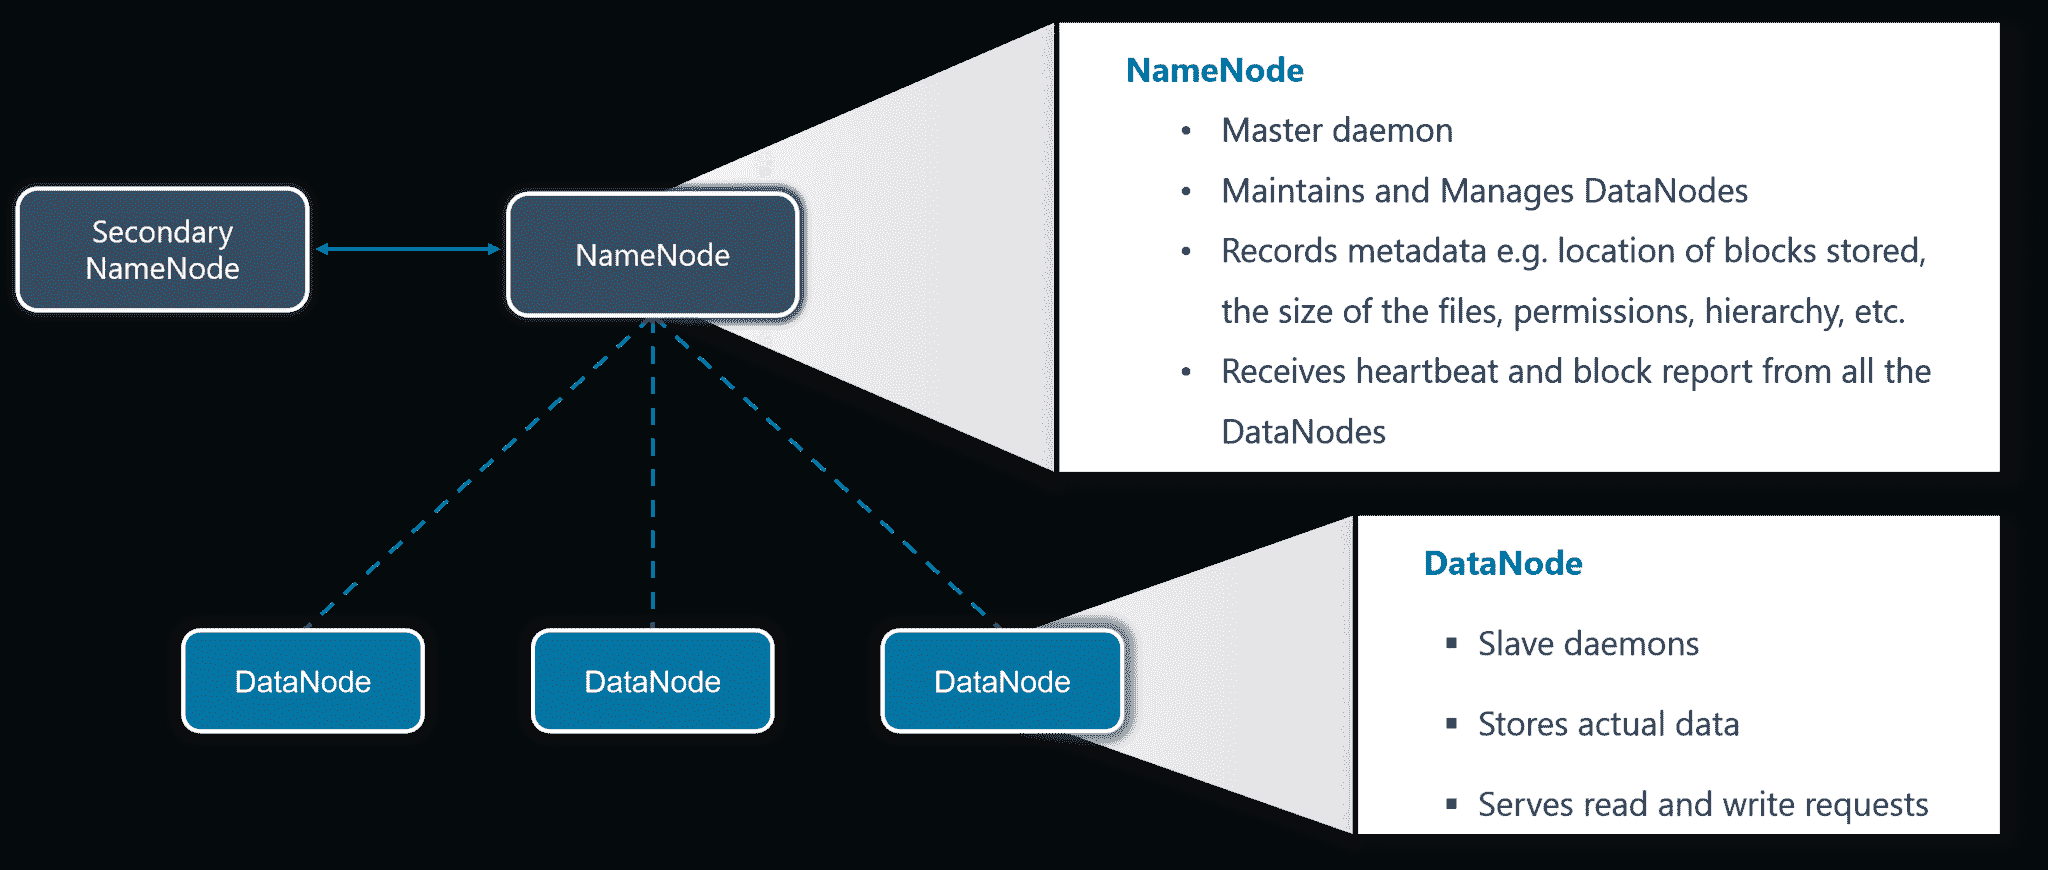 Secondary
NameNode
NameNode
DataNode
DataNode
DataNode
NameNode
• Master daemon
• Maintains and Manages DataNodes
• Records metadata e.g. location of blocks stored,
the size of the files, permissions, hierarchy, etc.
• Receives heartbeat and block report from all the
DataNodes
DataNode
▪ Slave daemons
▪ Stores actual data
▪ Serves read and write requests